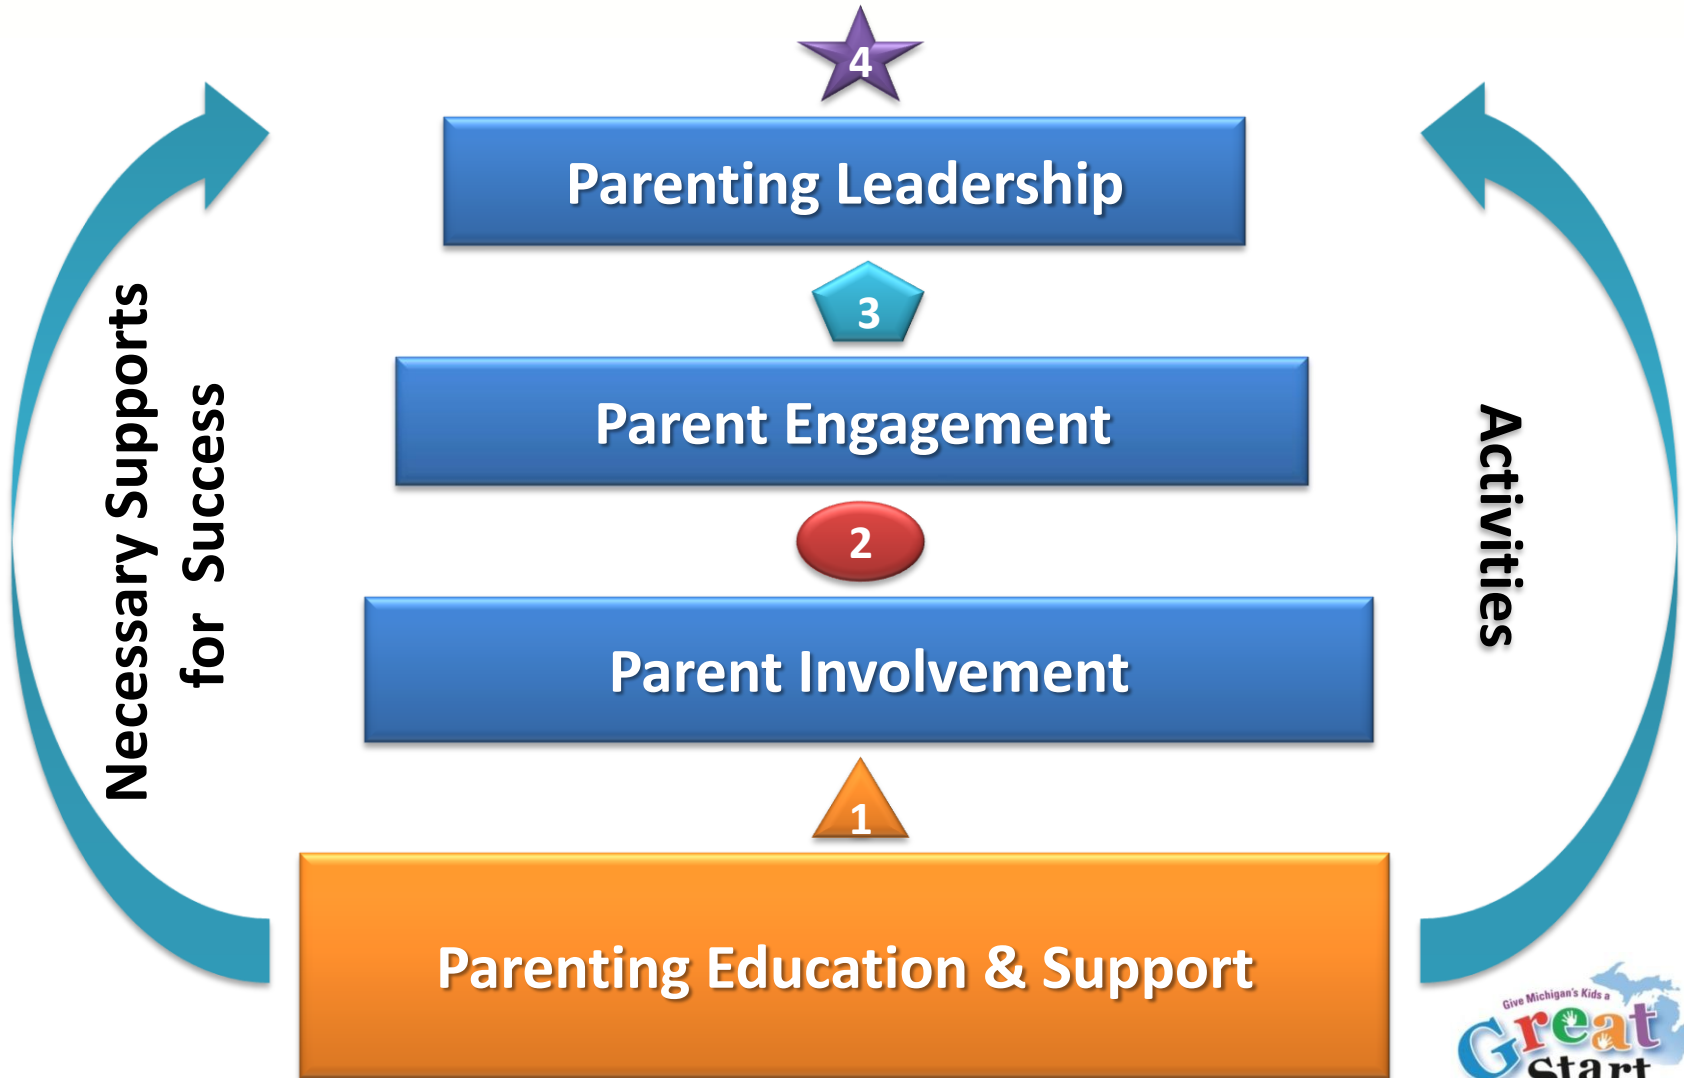 4
Parenting Leadership
3
Parent Engagement
2
Parent Involvement
1
Parenting Education & Support
Necessary Supports
for Success
Activities
Give Michigan's Kids a
Great
Start